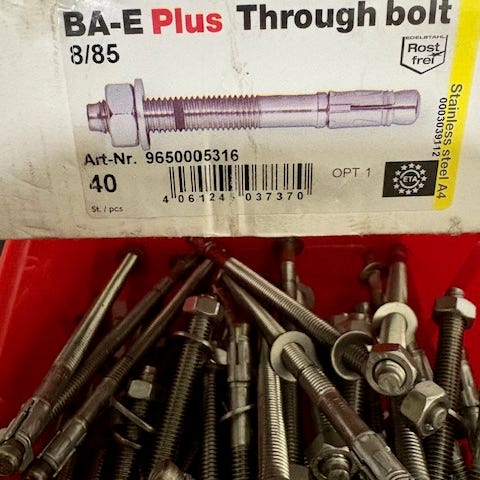 BA-E Plus Through bolt
8/85
EDELSTAHL
Rost
frei
Stainless steel A4
0003039112
Art-Nr. 9650005316
40
St. / pcs
4 061245 037370
OPT 1
ETA